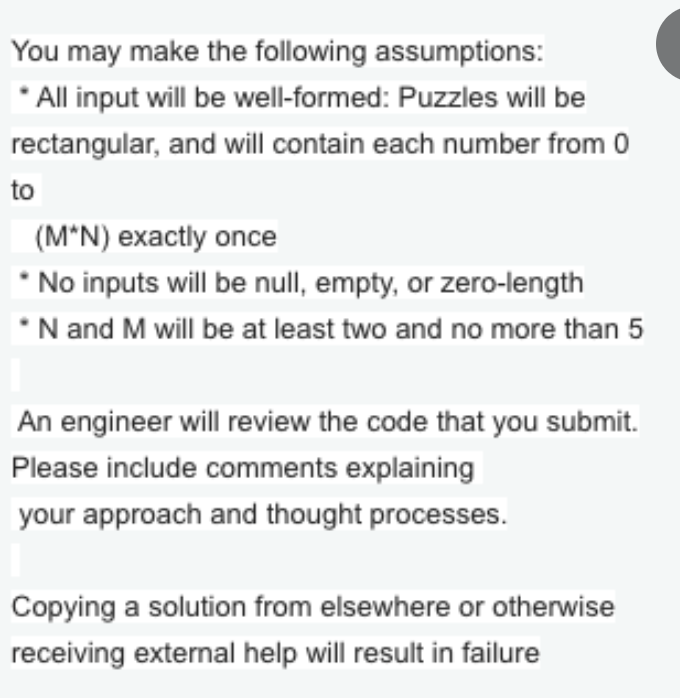 You may make the following assumptions:
* All input will be well-formed: Puzzles will be
rectangular, and will contain each number from 0
to
(M*N) exactly once
* No inputs will be null, empty, or zero-length
* N and M will be at least two and no more than 5
An engineer will review the code that you submit.
Please include comments explaining
your approach and thought processes.
Copying a solution from elsewhere or otherwise
receiving external help will result in failure